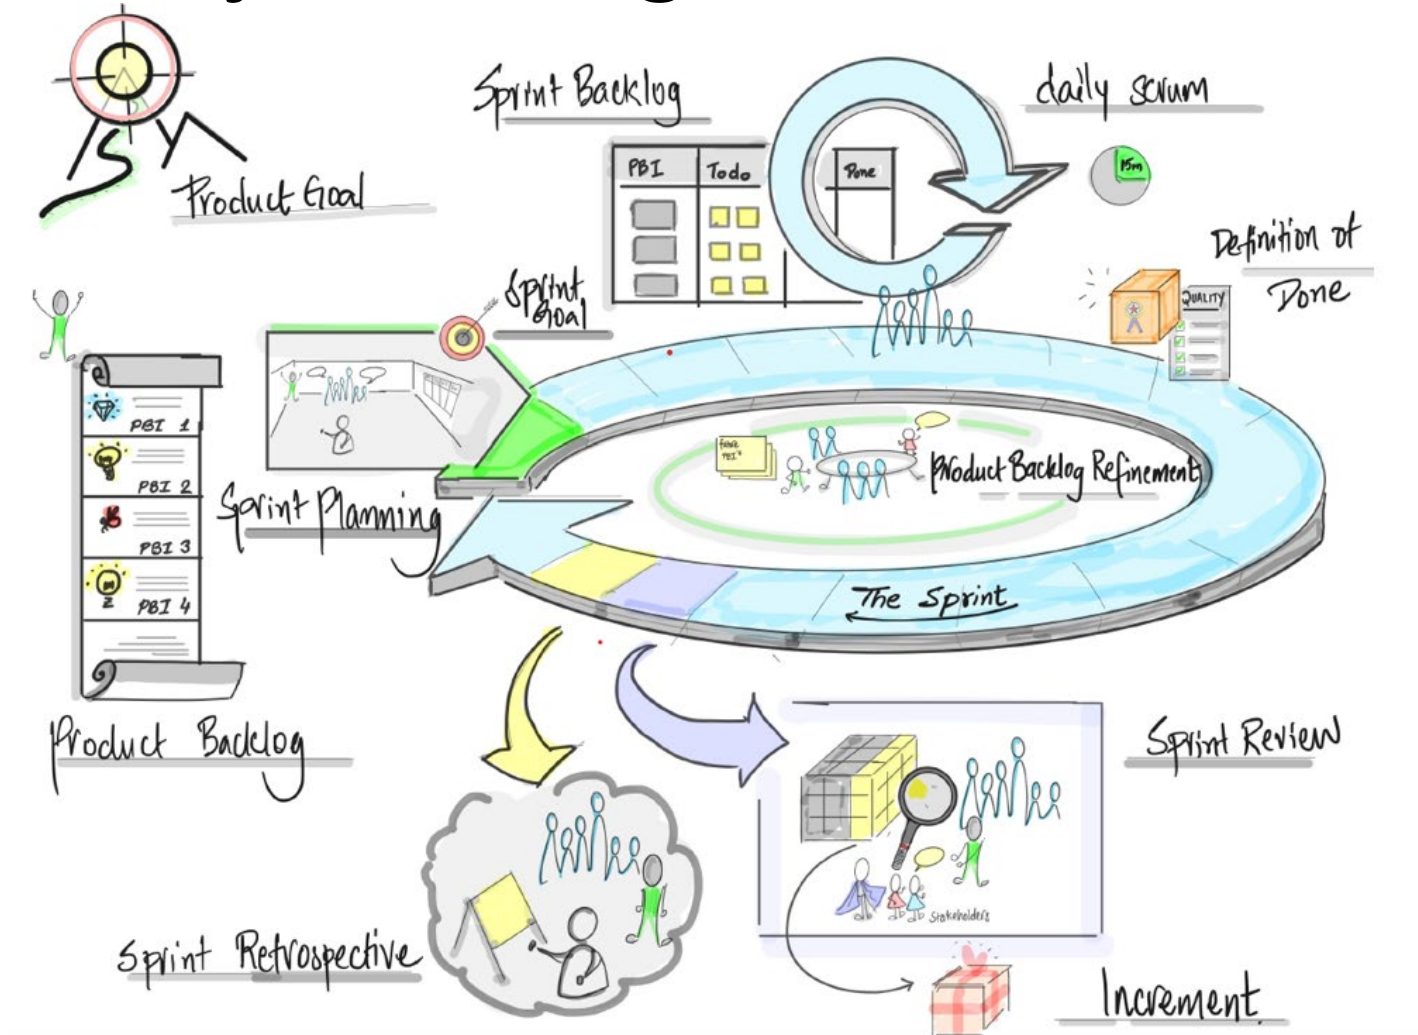 Product Goal
Sprint Backlog
PBI
Todo
Done
daily scrum
15m
Definition of
Done
QUALITY
Sprint
Goal
Sprint Planning
PBI 1
PBI 2
PBI 3
PBI 4
Product Backlog
future
PBI's
Product Backlog Refinement
The Sprint
Sprint Review
Stakeholders
Sprint Retrospective
Increment